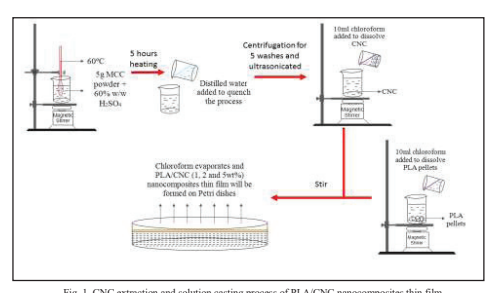 60°C
5g MCC
powder +
60% w/w
H₂SO₄
Magnetic
Stirrer
5 hours
heating
Distilled water
added to quench
the process
Centrifugation for
5 washes and
ultrasonicated
10ml chloroform
added to dissolve
CNC
CNC
Magnetic
Stirrer
10ml chloroform
added to dissolve
PLA pellets
PLA
pellets
Magnetic
Stirrer
Stir
Chloroform evaporates and
PLA/CNC (1, 2 and 5wt%)
nanocomposites thin film will be
formed on Petri dishes
Fig. 1. CNC extraction and solution casting process of PLA/CNC nanocomposites thin film